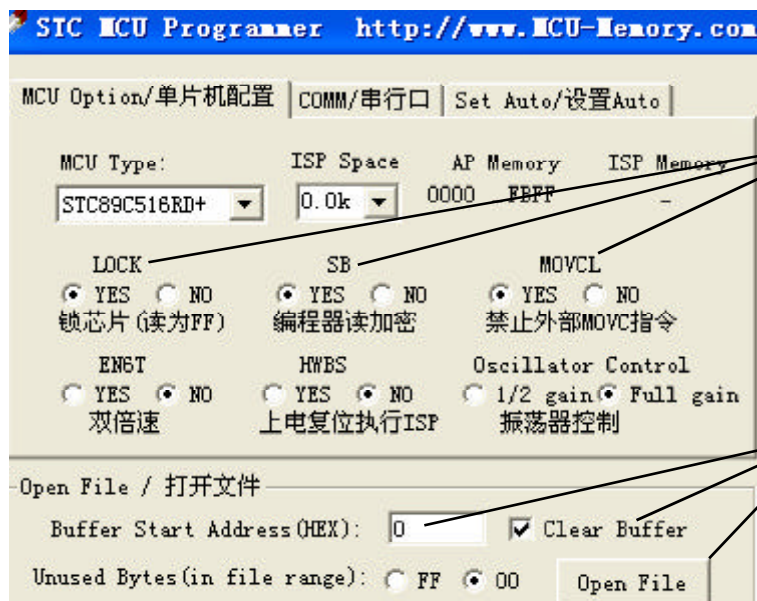 STC MCU Programmer http://www.MCU-Memory.com
MCU Option/单片机配置 COMM/串行口 Set Auto/设置Auto
MCU Type: ISP Space AP Memory ISP Memory
STC89C516RD+ 0.0k 0000 FBFF -
LOCK SB MOVCL
YES NO YES NO YES NO
锁芯片(读为FF) 编程器读加密 禁止外部MOVC指令
EN6T HWBS Oscillator Control
YES NO YES NO 1/2 gain Full gain
双倍速 上电复位执行ISP 振荡器控制
Open File / 打开文件
Buffer Start Address(HEX): 0 Clear Buffer
Unused Bytes(in file range): FF 00 Open File